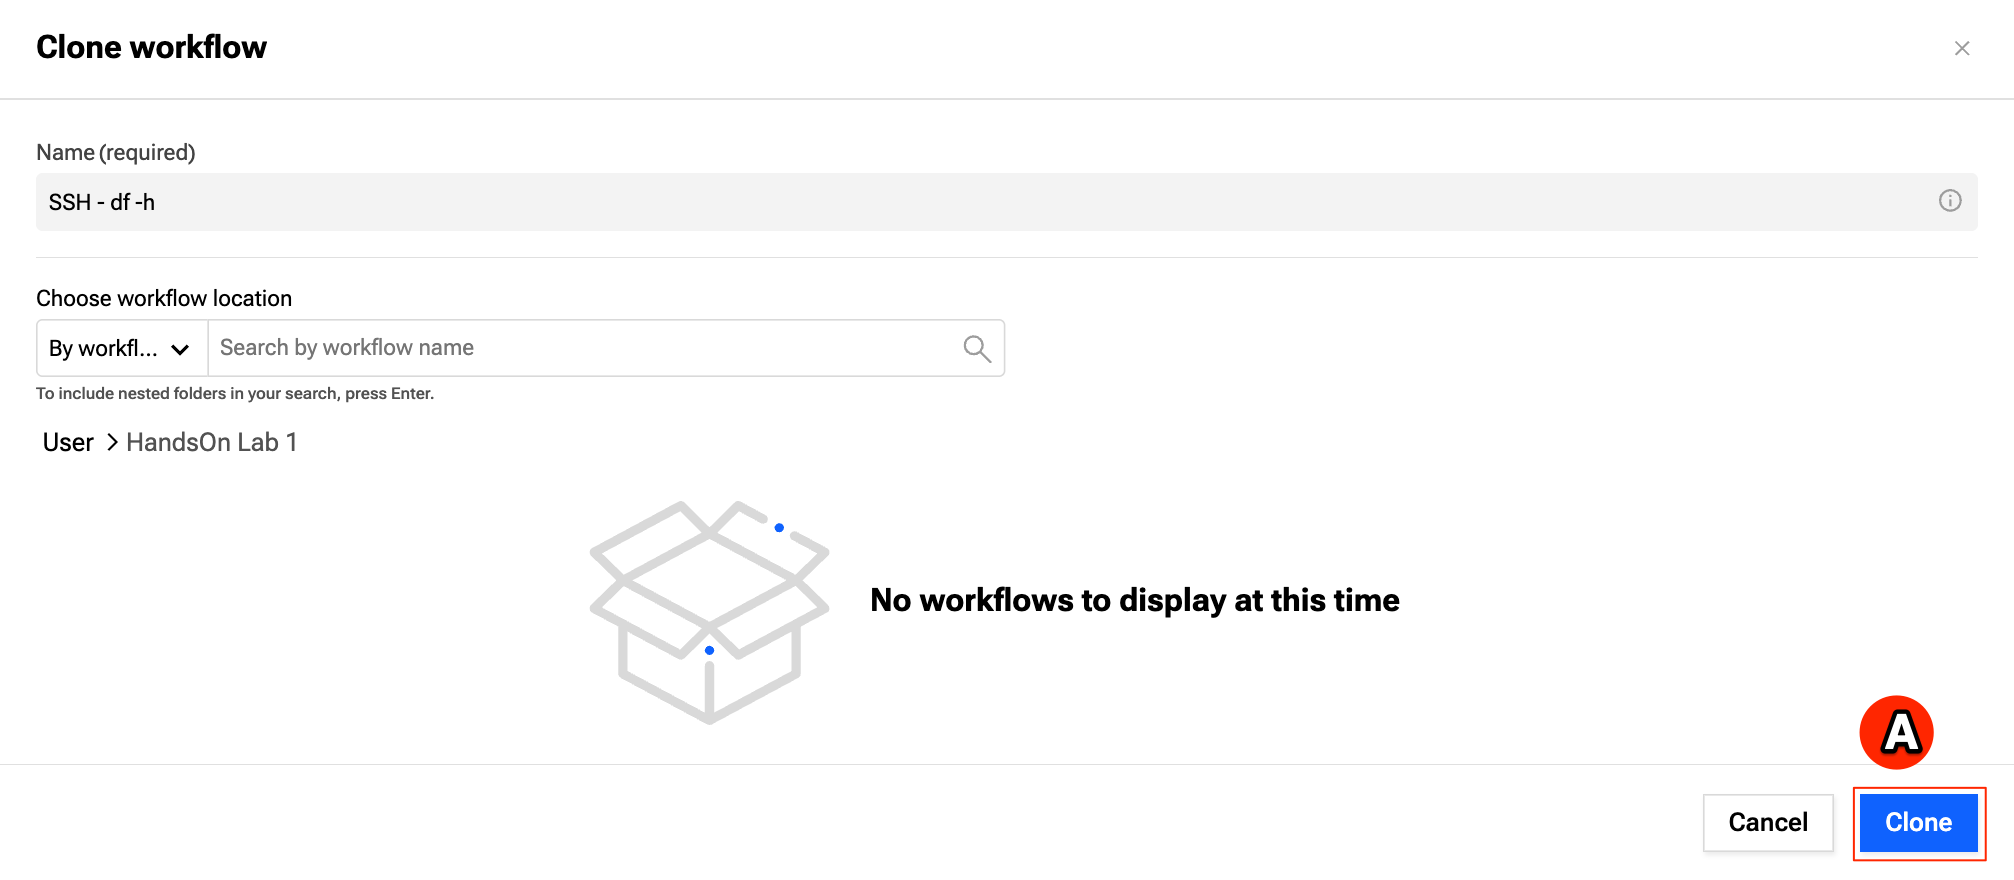 Clone workflow
Name (required)
SSH - df -h
Choose workflow location
By workfl... Search by workflow name
To include nested folders in your search, press Enter.
User > HandsOn Lab 1
No workflows to display at this time
A
Cancel Clone